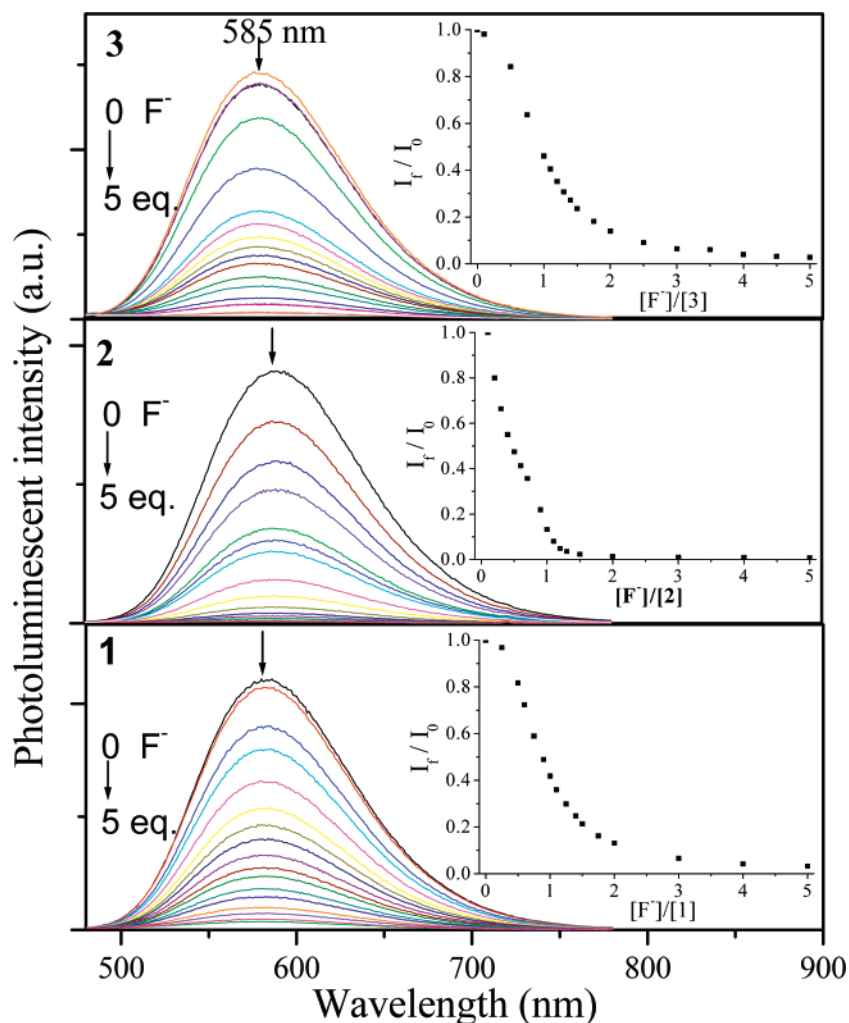 Photoluminescent intensity (a.u.)
3
585 nm
0 F⁻
5 eq.
I_f / I_0
1.0
0.8
0.6
0.4
0.2
0.0
0 1 2 3 4 5
[F⁻]/[3]
2
0 F⁻
5 eq.
I_f / I_0
1.0
0.8
0.6
0.4
0.2
0.0
0 1 2 3 4 5
[F⁻]/[2]
1
0 F⁻
5 eq.
I_f / I_0
1.0
0.8
0.6
0.4
0.2
0.0
0 1 2 3 4 5
[F⁻]/[1]
500 600 700 800 900
Wavelength (nm)